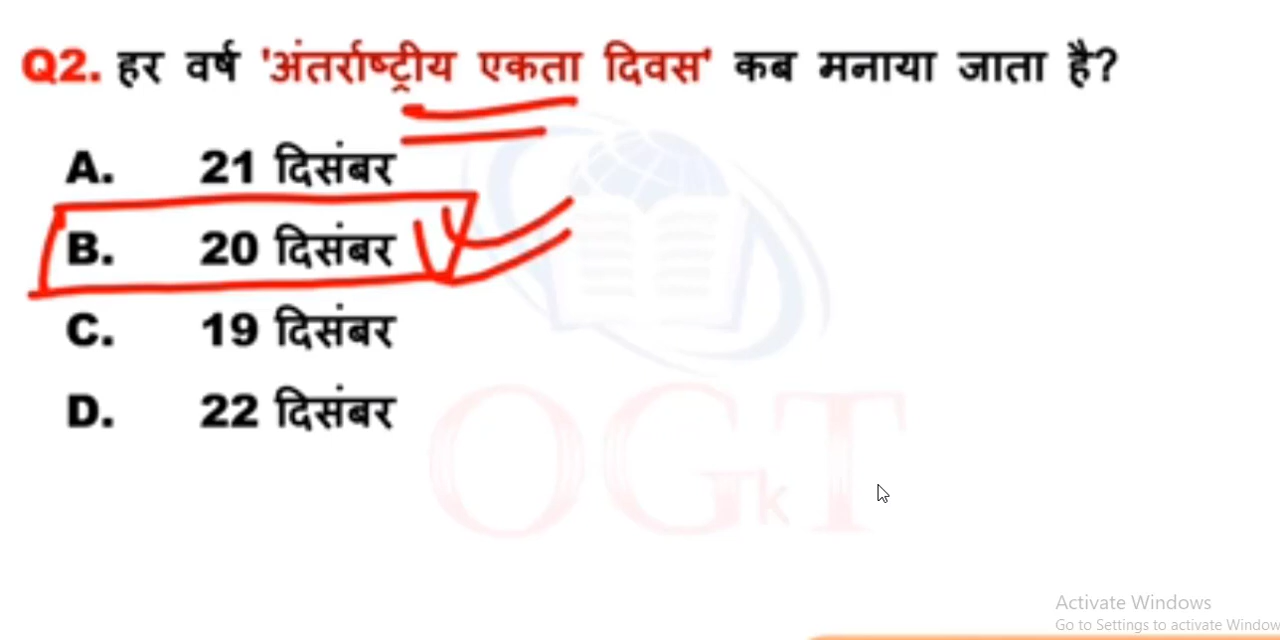 Q2. हर वर्ष 'अंतर्राष्ट्रीय एकता दिवस' कब मनाया जाता है?
A. 21 दिसंबर
B. 20 दिसंबर
C. 19 दिसंबर
D. 22 दिसंबर
OGkT
Activate Windows
Go to Settings to activate Window